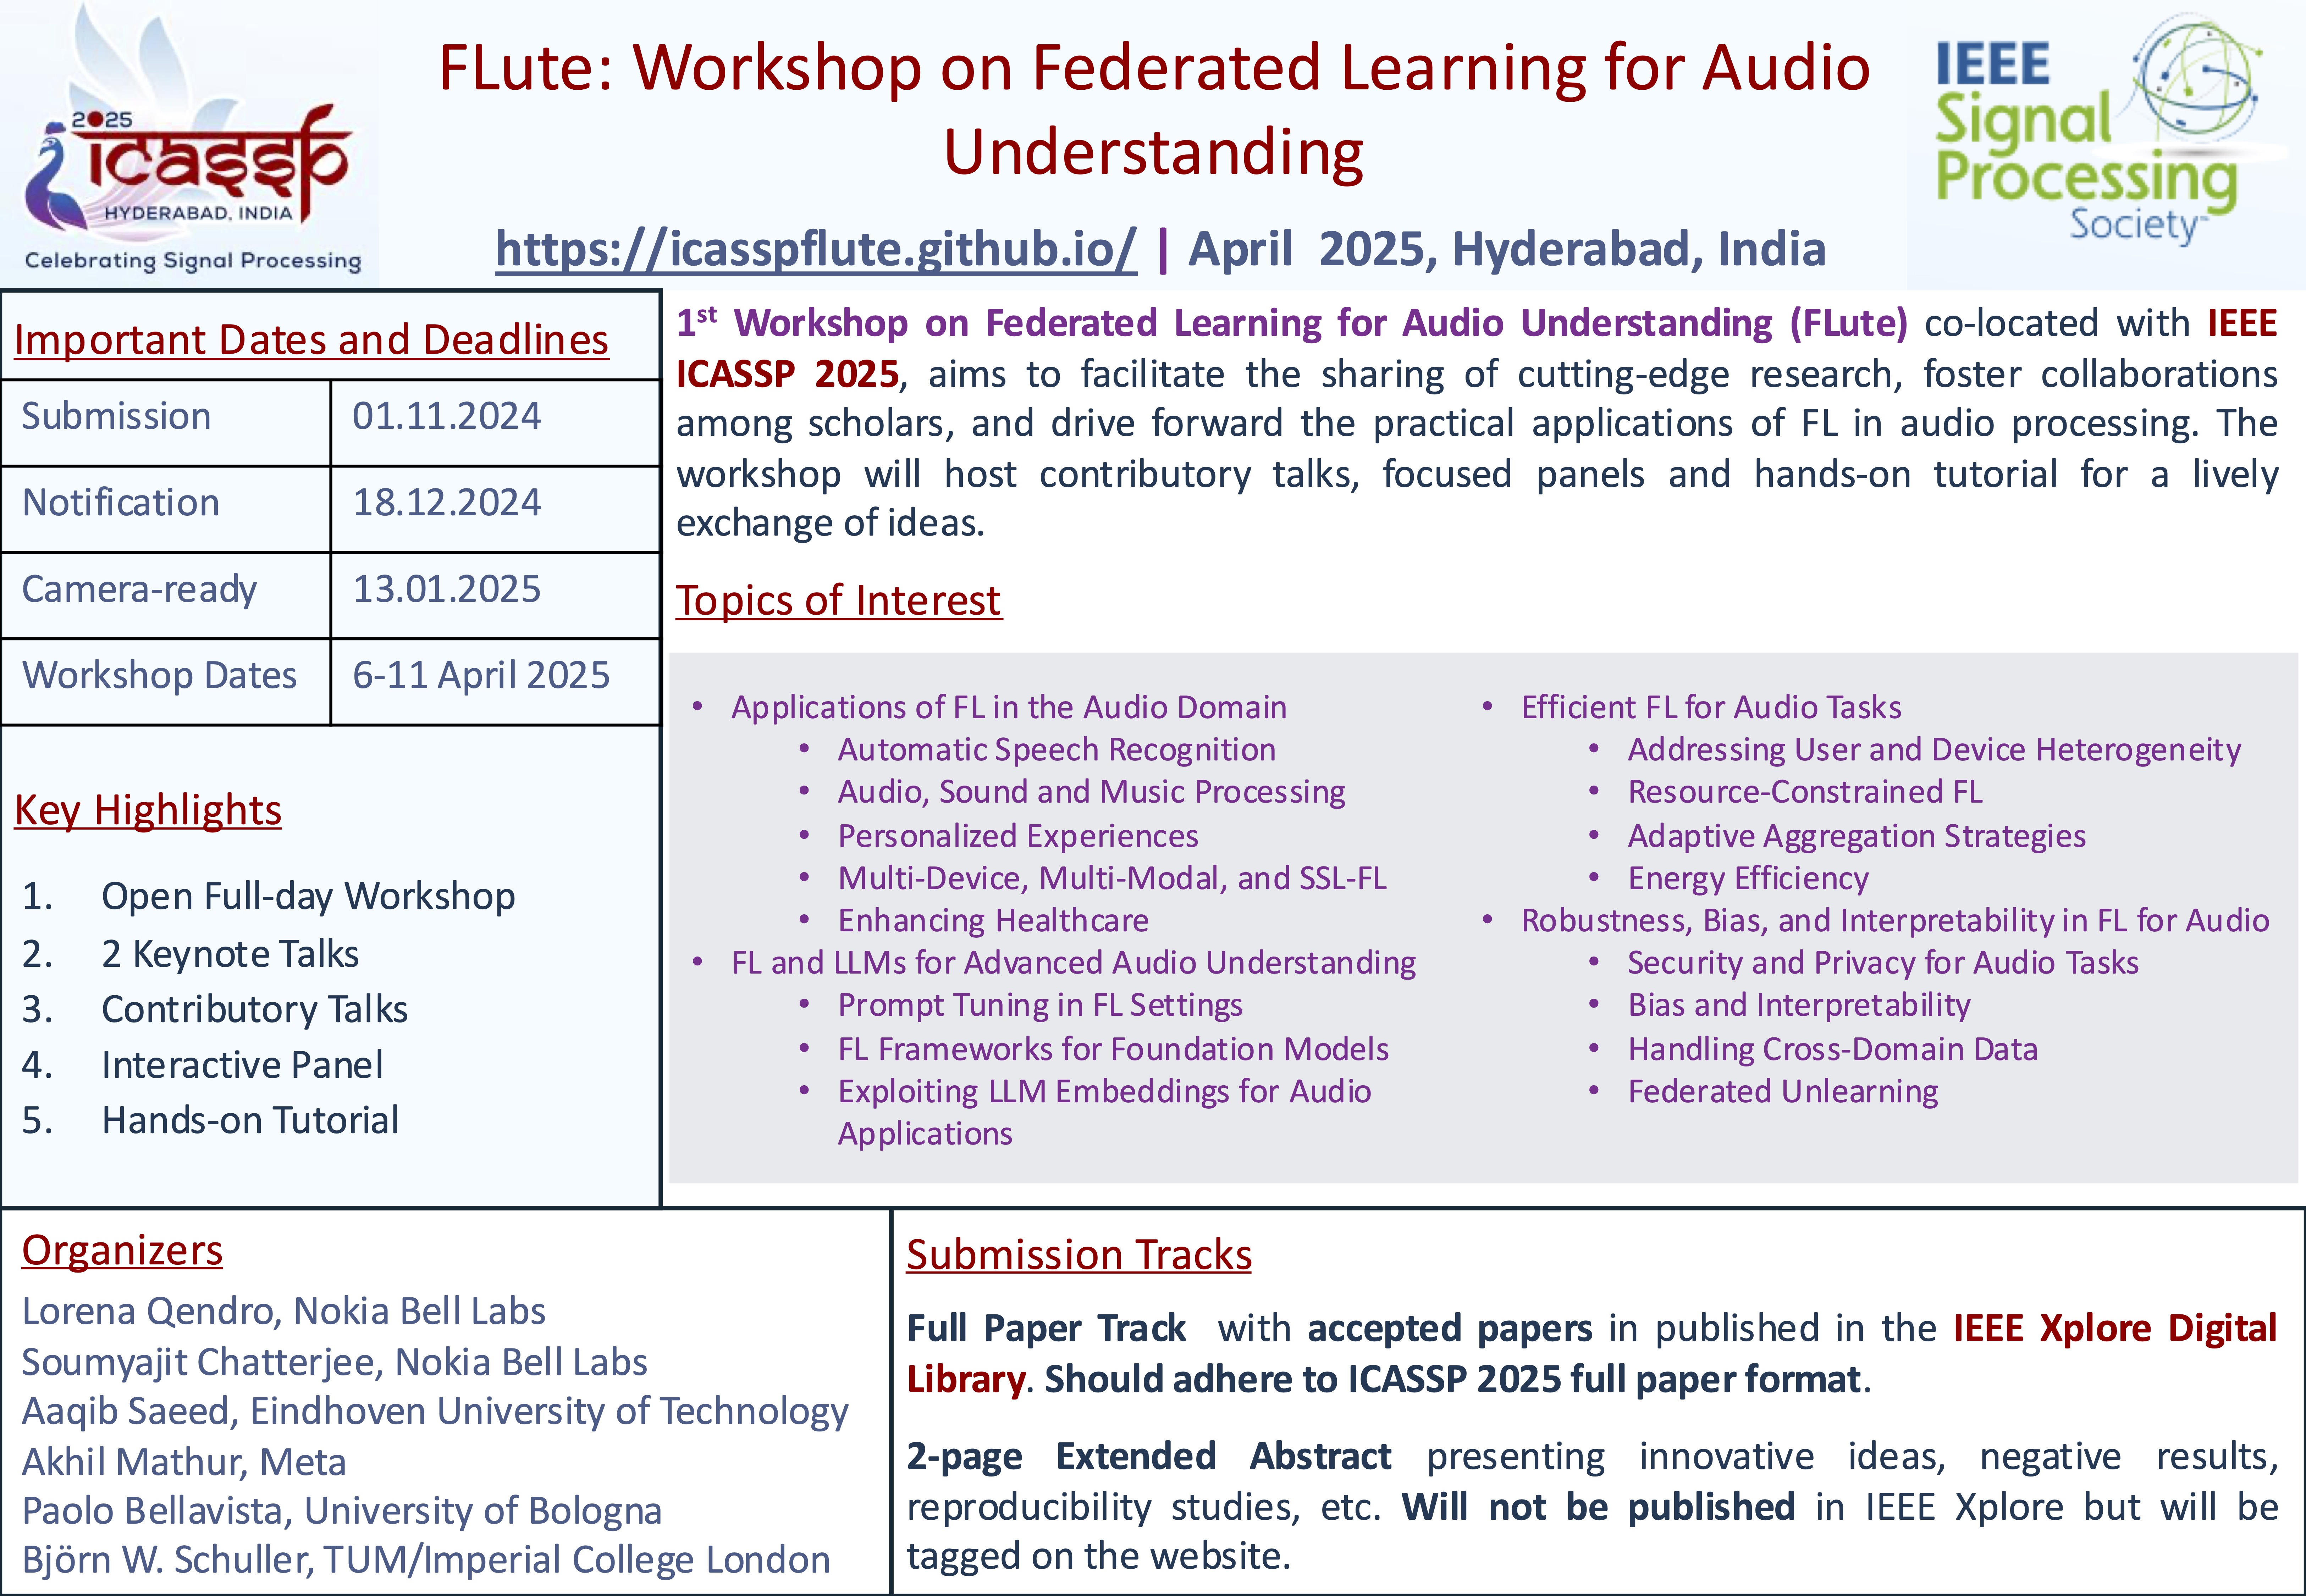 2025
icassp
HYDERABAD, INDIA
Celebrating Signal Processing
FLute: Workshop on Federated Learning for Audio
Understanding
https://icasspflute.github.io/ | April 2025, Hyderabad, India
IEEE
Signal
Processing
Society™
Important Dates and Deadlines
Submission 01.11.2024
Notification 18.12.2024
Camera-ready 13.01.2025
Workshop Dates 6-11 April 2025
Key Highlights
1. Open Full-day Workshop
2. 2 Keynote Talks
3. Contributory Talks
4. Interactive Panel
5. Hands-on Tutorial
1st Workshop on Federated Learning for Audio Understanding (FLute) co-located with IEEE
ICASSP 2025, aims to facilitate the sharing of cutting-edge research, foster collaborations
among scholars, and drive forward the practical applications of FL in audio processing. The
workshop will host contributory talks, focused panels and hands-on tutorial for a lively
exchange of ideas.
Topics of Interest
• Applications of FL in the Audio Domain
• Automatic Speech Recognition
• Audio, Sound and Music Processing
• Personalized Experiences
• Multi-Device, Multi-Modal, and SSL-FL
• Enhancing Healthcare
• FL and LLMs for Advanced Audio Understanding
• Prompt Tuning in FL Settings
• FL Frameworks for Foundation Models
• Exploiting LLM Embeddings for Audio
Applications
• Efficient FL for Audio Tasks
• Addressing User and Device Heterogeneity
• Resource-Constrained FL
• Adaptive Aggregation Strategies
• Energy Efficiency
• Robustness, Bias, and Interpretability in FL for Audio
• Security and Privacy for Audio Tasks
• Bias and Interpretability
• Handling Cross-Domain Data
• Federated Unlearning
Organizers
Lorena Qendro, Nokia Bell Labs
Soumyajit Chatterjee, Nokia Bell Labs
Aaqib Saeed, Eindhoven University of Technology
Akhil Mathur, Meta
Paolo Bellavista, University of Bologna
Björn W. Schuller, TUM/Imperial College London
Submission Tracks
Full Paper Track with accepted papers in published in the IEEE Xplore Digital
Library. Should adhere to ICASSP 2025 full paper format.
2-page Extended Abstract presenting innovative ideas, negative results,
reproducibility studies, etc. Will not be published in IEEE Xplore but will be
tagged on the website.